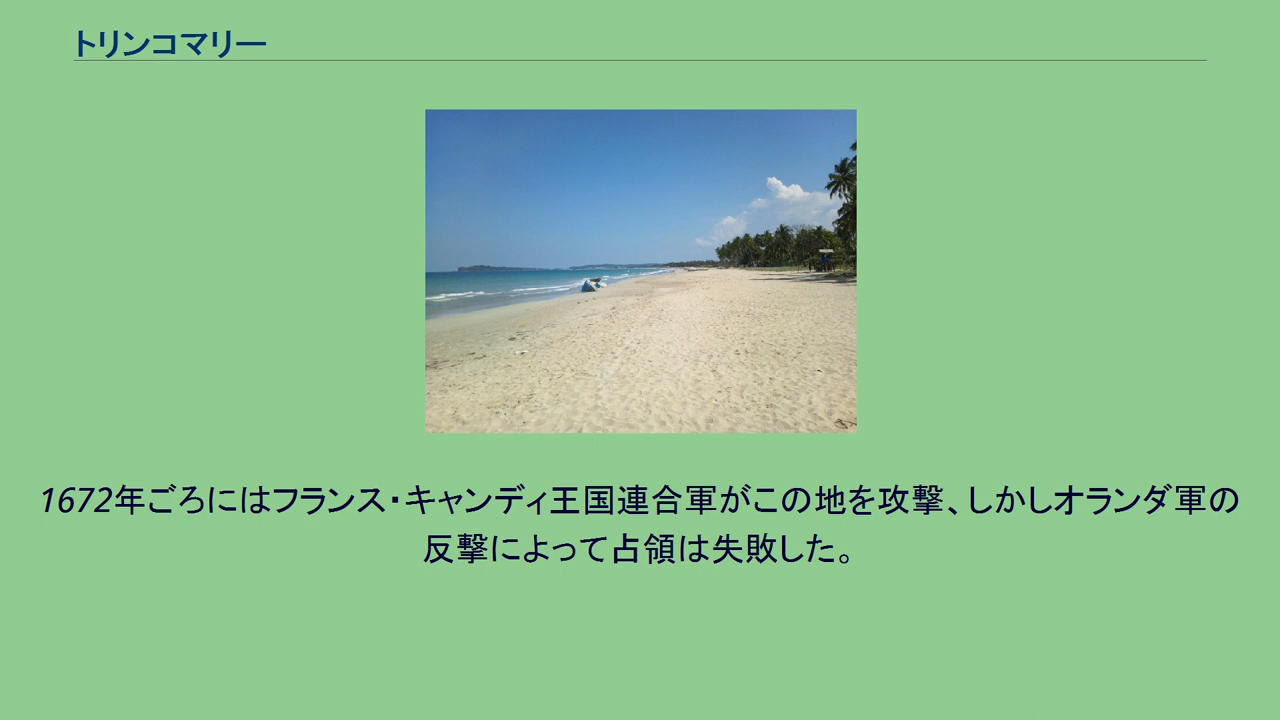 トリンコマリー
1672年ごろにはフランス・キャンディ王国連合軍がこの地を攻撃、しかしオランダ軍の
反撃によって占領は失敗した。